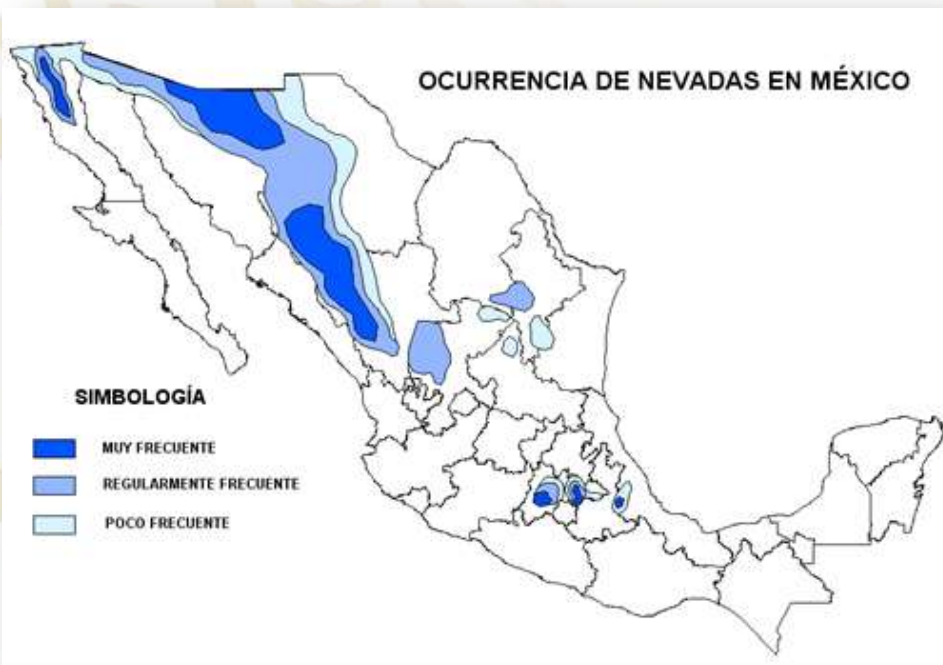 OCURRENCIA DE NEVADAS EN MÉXICO
SIMBOLOGÍA
MUY FRECUENTE
REGULARMENTE FRECUENTE
POCO FRECUENTE